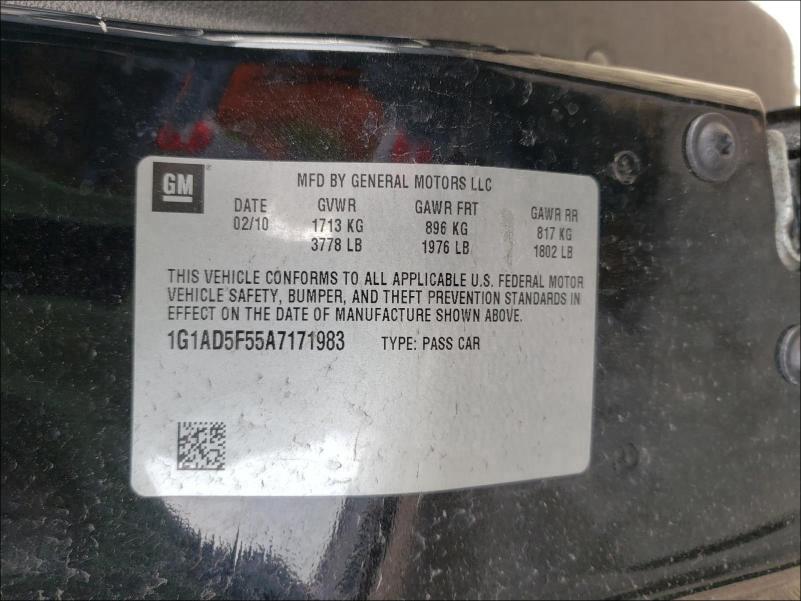 GM
MFD BY GENERAL MOTORS LLC
DATE GVWR GAWR FRT GAWR RR
02/10 1713 KG 896 KG 817 KG
3778 LB 1976 LB 1802 LB
THIS VEHICLE CONFORMS TO ALL APPLICABLE U.S. FEDERAL MOTOR
VEHICLE SAFETY, BUMPER, AND THEFT PREVENTION STANDARDS IN
EFFECT ON THE DATE OF MANUFACTURE SHOWN ABOVE.
1G1AD5F55A7171983 TYPE: PASS CAR